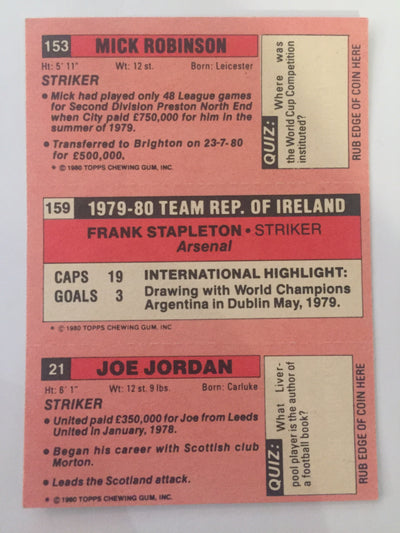 153 MICK ROBINSON
Ht: 5' 11" Wt: 12 st. Born: Leicester
STRIKER
• Mick had played only 48 League games
for Second Division Preston North End
when City paid £750,000 for him in the
summer of 1979.
• Transferred to Brighton on 23-7-80
for £500,000.
* © 1980 TOPPS CHEWING GUM, INC.
QUIZ: Where was
the World Cup Competition
instituted?
RUB EDGE OF COIN HERE
159 1979-80 TEAM REP. OF IRELAND
FRANK STAPLETON • STRIKER
Arsenal
CAPS 19
GOALS 3
INTERNATIONAL HIGHLIGHT:
Drawing with World Champions
Argentina in Dublin May, 1979.
* © 1980 TOPPS CHEWING GUM, INC.
21 JOE JORDAN
Ht: 6' 1" Wt: 12 st. 9 lbs. Born: Carluke
STRIKER
• United paid £350,000 for Joe from Leeds
United in January, 1978.
• Began his career with Scottish club
Morton.
• Leads the Scotland attack.
* © 1980 TOPPS CHEWING GUM, INC.
QUIZ: What Liver-
pool player is the author of
a football book?
RUB EDGE OF COIN HERE